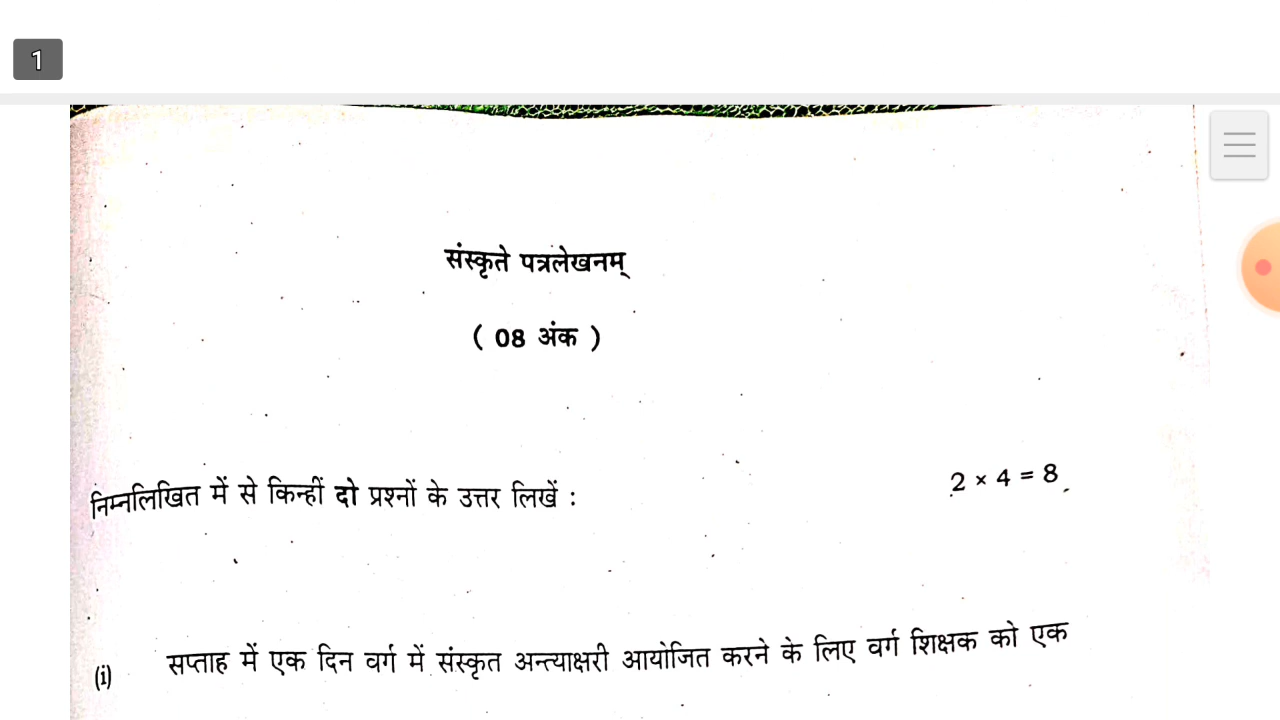 1
संस्कृते पत्रलेखनम्
( 08 अंक )
निम्नलिखित में से किन्हीं दो प्रश्नों के उत्तर लिखें : 2 × 4 = 8
(i) सप्ताह में एक दिन वर्ग में संस्कृत अन्त्याक्षरी आयोजित करने के लिए वर्ग शिक्षक को एक